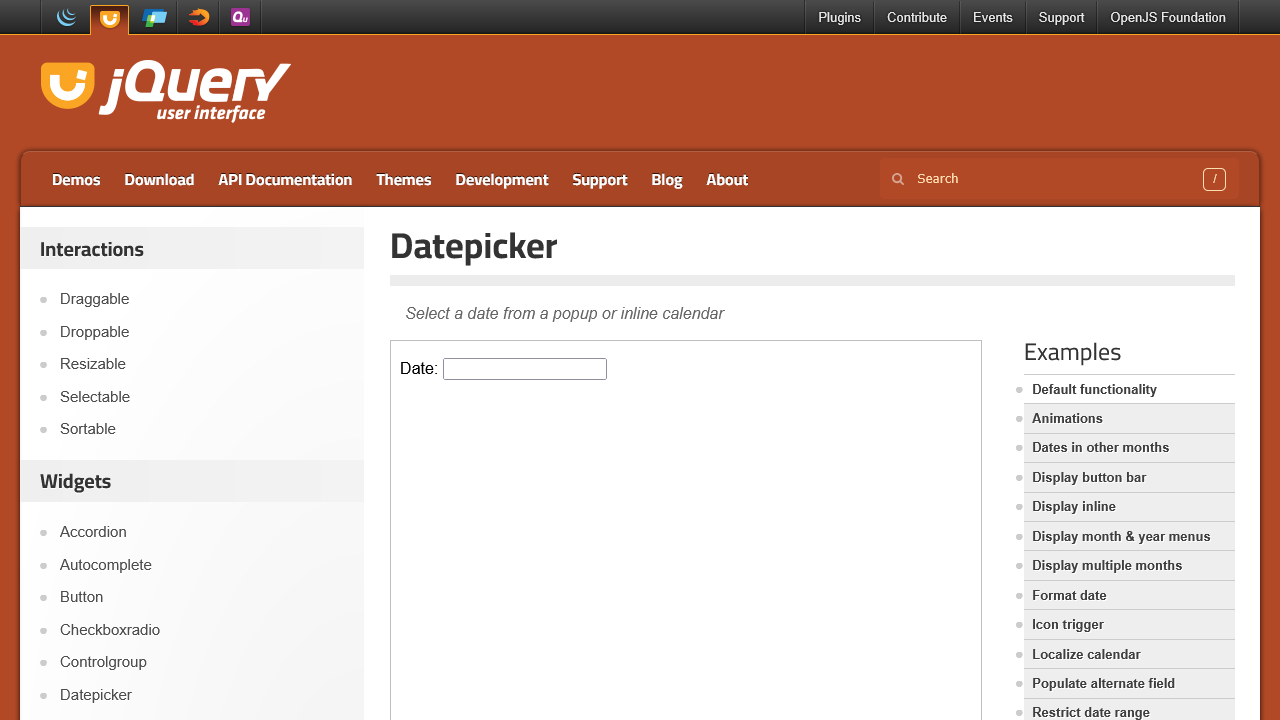 Plugins
Contribute
Events
Support
OpenJS Foundation
Qu
jQuery
user interface
Demos
Download
API Documentation
Themes
Development
Support
Blog
About
Search
/
Interactions
Draggable
Droppable
Resizable
Selectable
Sortable
Widgets
Accordion
Autocomplete
Button
Checkboxradio
Controlgroup
Datepicker
Datepicker
Select a date from a popup or inline calendar
Date:
Examples
Default functionality
Animations
Dates in other months
Display button bar
Display inline
Display month & year menus
Display multiple months
Format date
Icon trigger
Localize calendar
Populate alternate field
Restrict date range